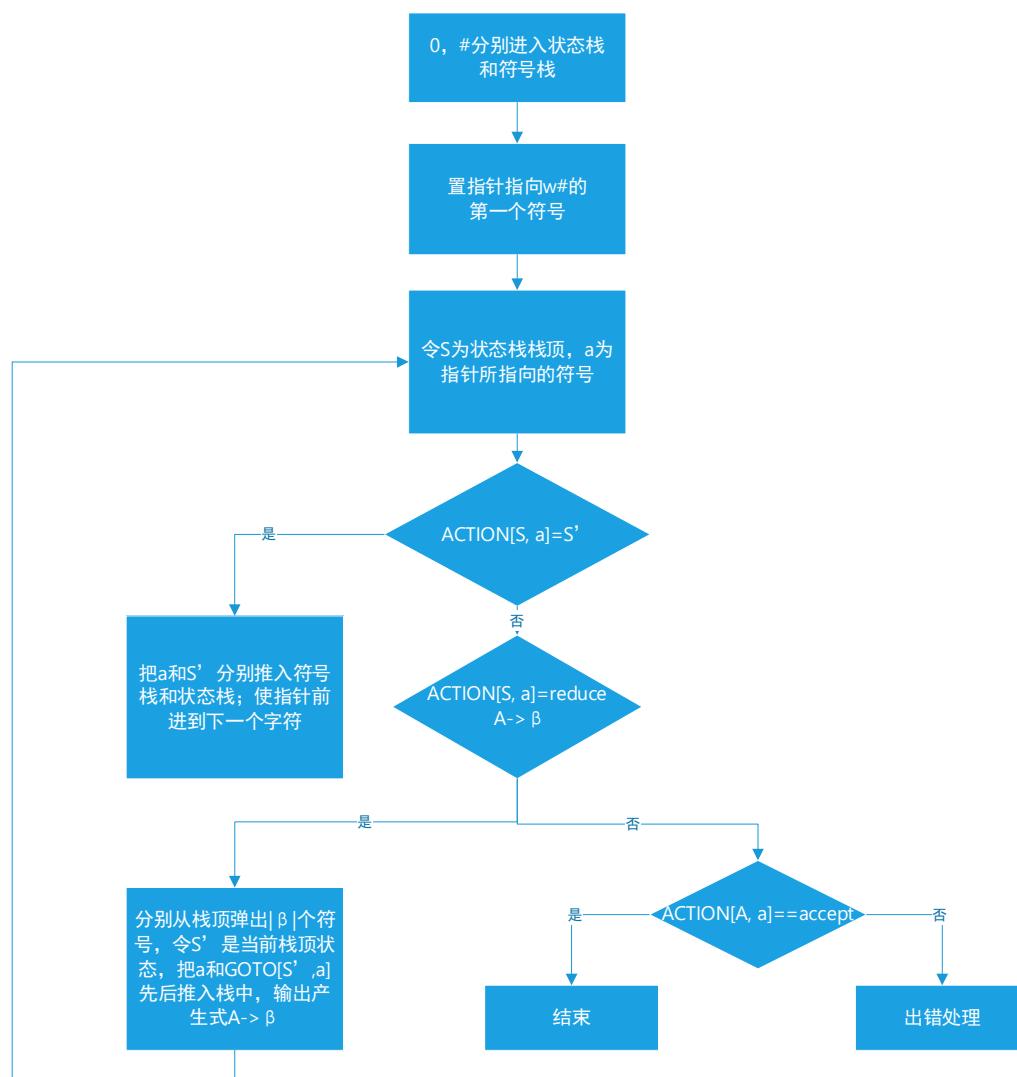 0，#分别进入状态栈
和符号栈
置指针指向w#的
第一个符号
令S为状态栈栈顶，a为
指针所指向的符号
ACTION[S, a]=S’
是
否
把a和S’分别推入符号
栈和状态栈；使指针前
进到下一个字符
ACTION[S, a]=reduce
A-> β
是
否
分别从栈顶弹出|β|个符
号，令S’是当前栈顶状
态，把a和GOTO[S’,a]
先后推入栈中，输出产
生式A-> β
ACTION[A, a]==accept
是
否
结束
出错处理